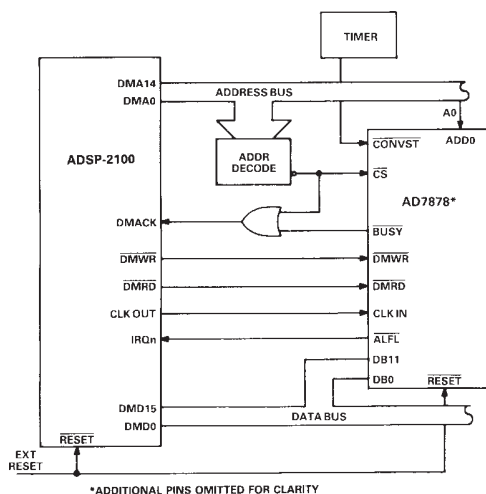 TIMER
DMA14
DMA0
ADDRESS BUS
A0
ADSP-2100
ADDR
DECODE
CONVST
ADD0
CS
AD7878*
DMACK
BUSY
DMWR
DMWR
DMRD
DMRD
CLK OUT
CLK IN
IRQn
ALFL
DB11
DB0
RESET
DMD15
DATA BUS
RESET
DMD0
EXT
RESET
*ADDITIONAL PINS OMITTED FOR CLARITY